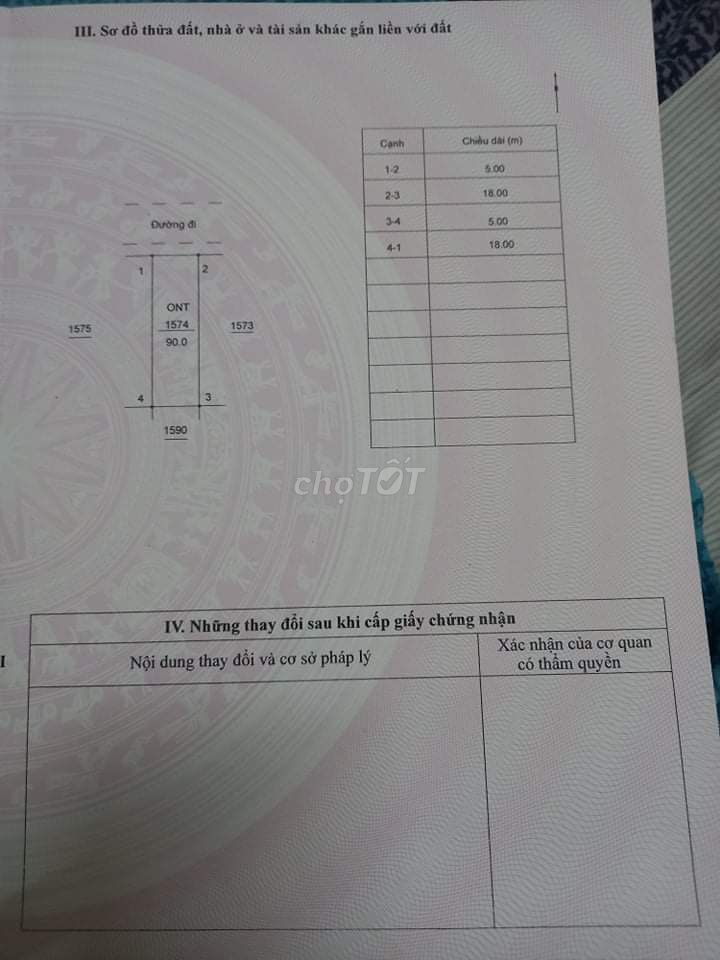 III. Sơ đồ thửa đất, nhà ở và tài sản khác gắn liền với đất
Cạnh Chiều dài (m)
1-2 5.00
2-3 18.00
3-4 5.00
4-1 18.00
Đường đi
1 2
ONT
1575 1574 1573
90.0
4 3
1590
chợTỐT
IV. Những thay đổi sau khi cấp giấy chứng nhận
I
Nội dung thay đổi và cơ sở pháp lý
Xác nhận của cơ quan
có thẩm quyền